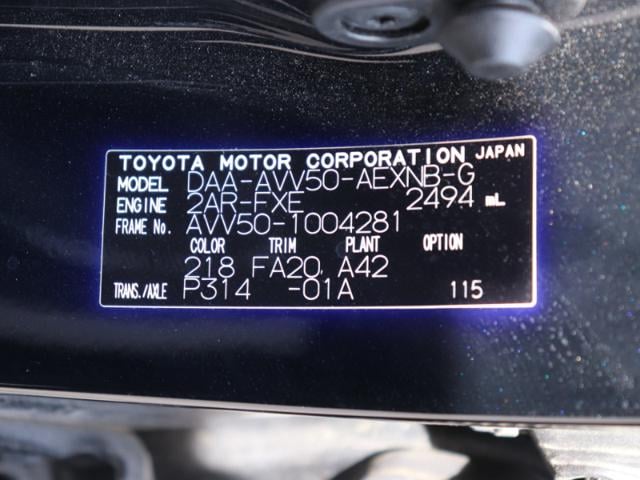 TOYOTA MOTOR CORPORATION JAPAN
MODEL DAA-AVV50-AEXNB-G
ENGINE 2AR-FXE 2494 mL
FRAME No. AVV50-1004281
COLOR TRIM PLANT OPTION
218 FA20 A42
TRANS./AXLE P314 -01A 115